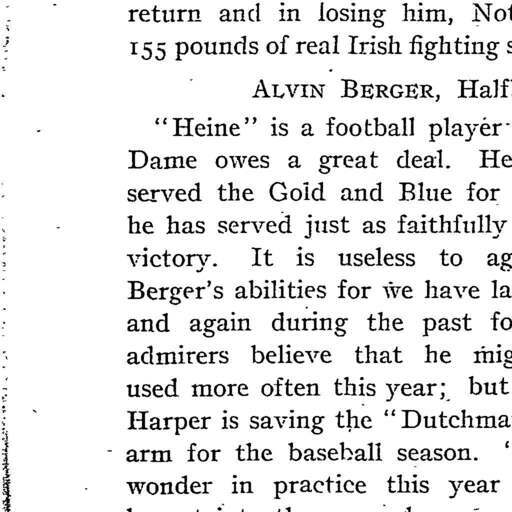 return and in losing him, Not
155 pounds of real Irish fighting s
ALVIN BERGER, Half
"Heine" is a football player
Dame owes a great deal. He
served the Gold and Blue for
he has served just as faithfully
victory. It is useless to ag
Berger's abilities for we have la
and again during the past fo
admirers believe that he mig
used more often this year; but
Harper is saving the "Dutchma
arm for the baseball season. "
wonder in practice this year